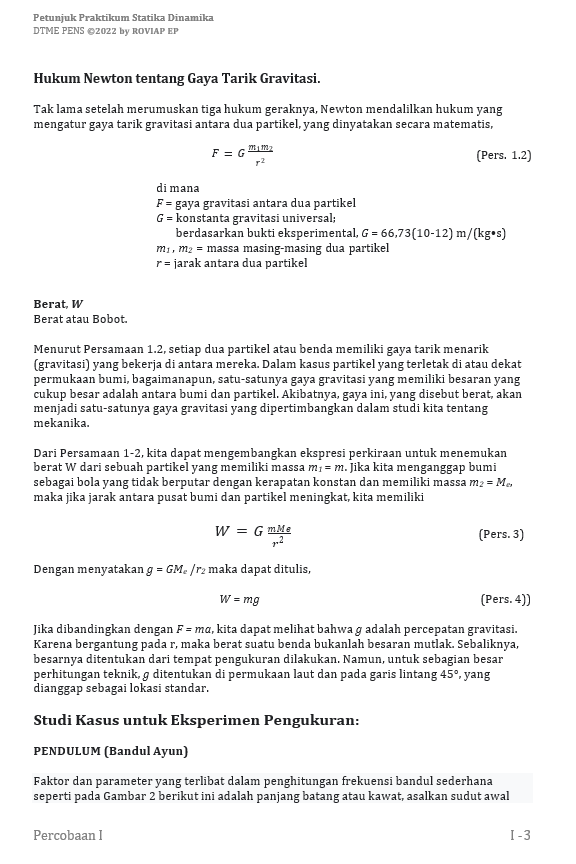 Petunjuk Praktikum Statika Dinamika
DTME PENS ©2022 by ROVIAP EP
Hukum Newton tentang Gaya Tarik Gravitasi.
Tak lama setelah merumuskan tiga hukum geraknya, Newton mendalilkan hukum yang
mengatur gaya tarik gravitasi antara dua partikel, yang dinyatakan secara matematis,
F = G m₁m₂/r² (Pers. 1.2)
di mana
F = gaya gravitasi antara dua partikel
G = konstanta gravitasi universal;
berdasarkan bukti eksperimental, G = 66,73(10-12) m/(kg•s)
m₁ , m₂ = massa masing-masing dua partikel
r = jarak antara dua partikel
Berat, W
Berat atau Bobot.
Menurut Persamaan 1.2, setiap dua partikel atau benda memiliki gaya tarik menarik
(gravitasi) yang bekerja di antara mereka. Dalam kasus partikel yang terletak di atau dekat
permukaan bumi, bagaimanapun, satu-satunya gaya gravitasi yang memiliki besaran yang
cukup besar adalah antara bumi dan partikel. Akibatnya, gaya ini, yang disebut berat, akan
menjadi satu-satunya gaya gravitasi yang dipertimbangkan dalam studi kita tentang
mekanika.
Dari Persamaan 1-2, kita dapat mengembangkan ekspresi perkiraan untuk menemukan
berat W dari sebuah partikel yang memiliki massa m₁ = m. Jika kita menganggap bumi
sebagai bola yang tidak berputar dengan kerapatan konstan dan memiliki massa m₂ = Mₑ,
maka jika jarak antara pusat bumi dan partikel meningkat, kita memiliki
W = G mMe/r² (Pers. 3)
Dengan menyatakan g = GMₑ /r₂ maka dapat ditulis,
W = mg (Pers. 4))
Jika dibandingkan dengan F = ma, kita dapat melihat bahwa g adalah percepatan gravitasi.
Karena bergantung pada r, maka berat suatu benda bukanlah besaran mutlak. Sebaliknya,
besarnya ditentukan dari tempat pengukuran dilakukan. Namun, untuk sebagian besar
perhitungan teknik, g ditentukan di permukaan laut dan pada garis lintang 45°, yang
dianggap sebagai lokasi standar.
Studi Kasus untuk Eksperimen Pengukuran:
PENDULUM (Bandul Ayun)
Faktor dan parameter yang terlibat dalam penghitungan frekuensi bandul sederhana
seperti pada Gambar 2 berikut ini adalah panjang batang atau kawat, asalkan sudut awal
Percobaan I I - 3